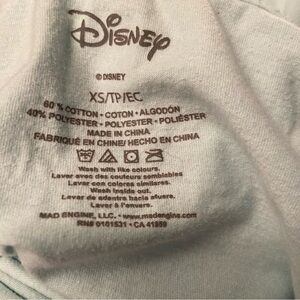 Disney
© DISNEY
XS/TP/EC
60 % COTTON • COTON • ALGODÓN
40% POLYESTER • POLYESTER • POLIÉSTER
MADE IN CHINA
FABRIQUÉ EN CHINE/ HECHO EN CHINA
Wash with like colours.
Laver avec des couleurs semblables
Lavar con colores similares.
Wash inside out.
Lavar de adentro hacia afuera
Laver à l'envers.
MAD ENGINE, LLC. • www.madengine.com
RN# 0101531 • CA 41959